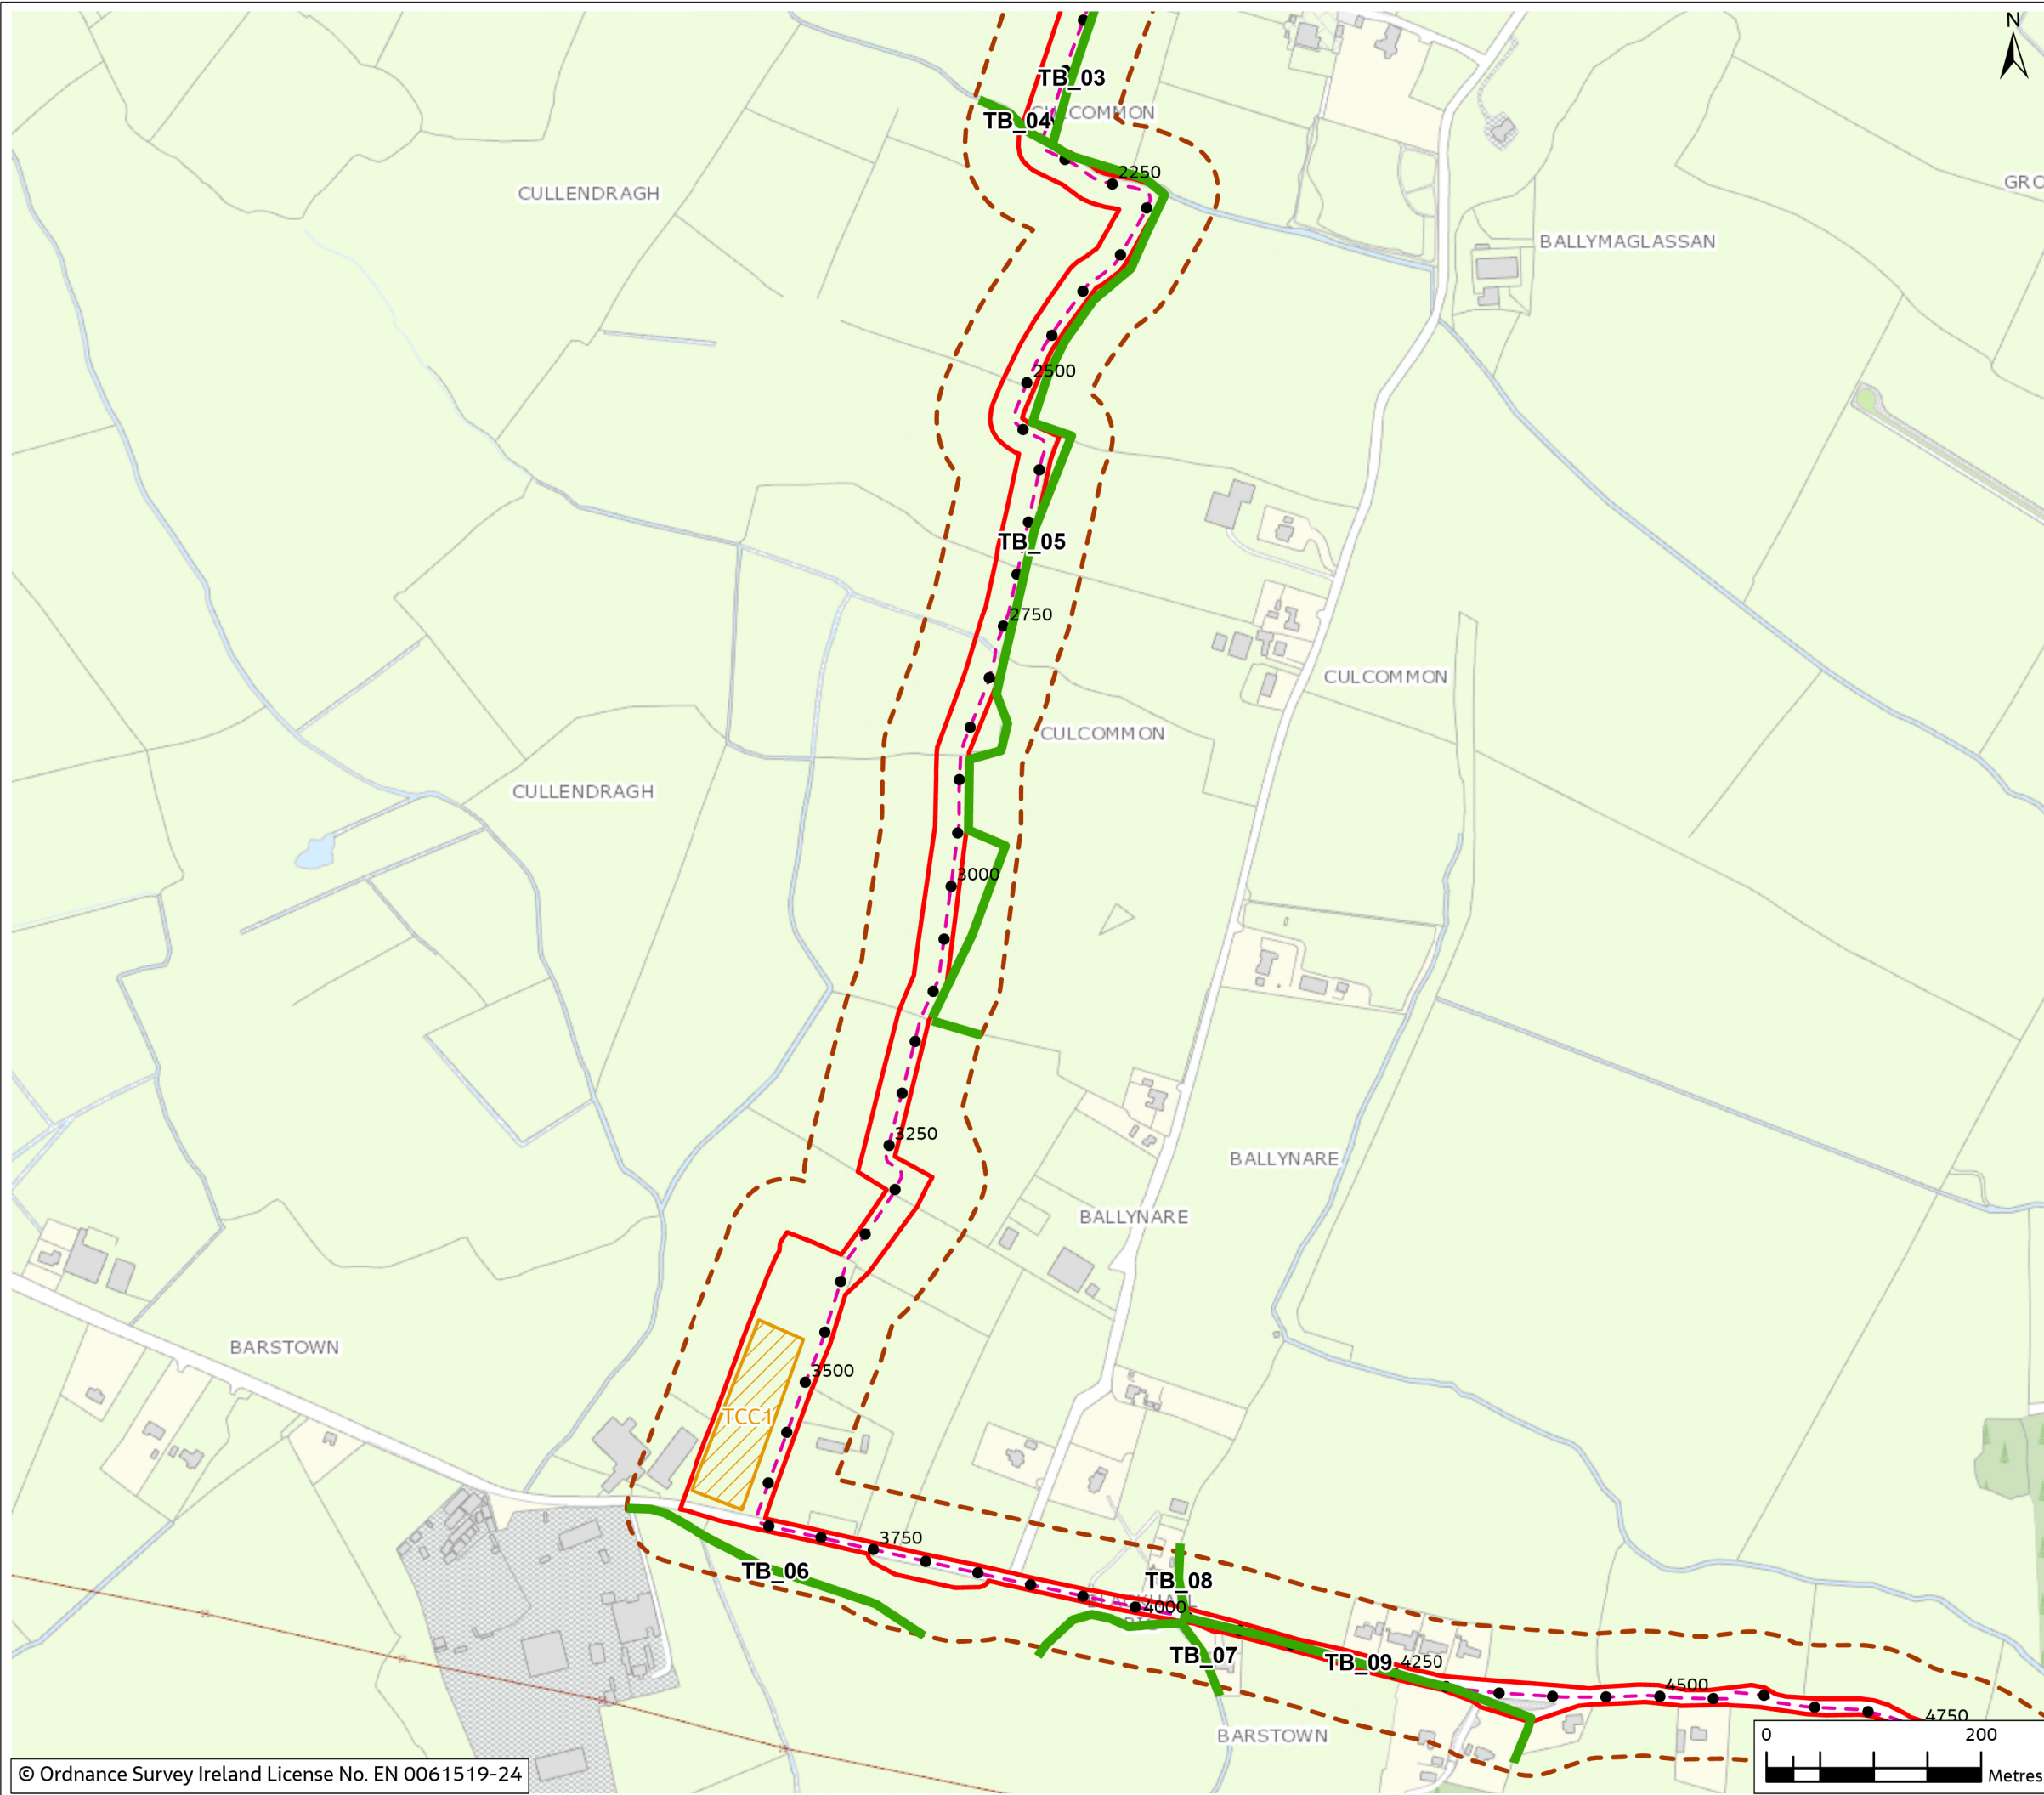 N
TB_03
TB_04
2250
CULLENDRAGH
GRO
BALLYMAGLASSAN
2500
TB_05
2750
CULCOMMON
CULCOMMON
CULLENDRAGH
3000
3250
BALLYNARE
BALLYNARE
BARSTOWN
3500
TCC1
3750
TB_06
TB_08
4000
TB_07
TB_09
4250
4500
4750
BARSTOWN
0 200
Metres
© Ordnance Survey Ireland License No. EN 0061519-24